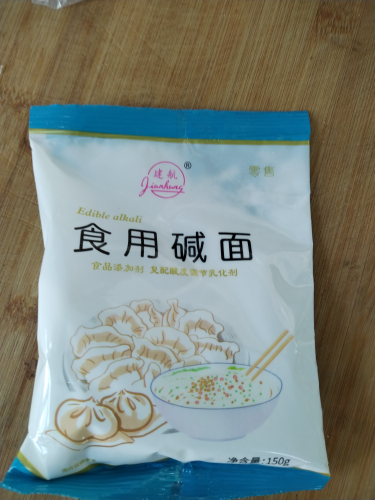 建航
®
Jianhang
零售
Edible alkali
食用碱面
食品添加剂 复配酸度调节乳化剂
净含量:150g